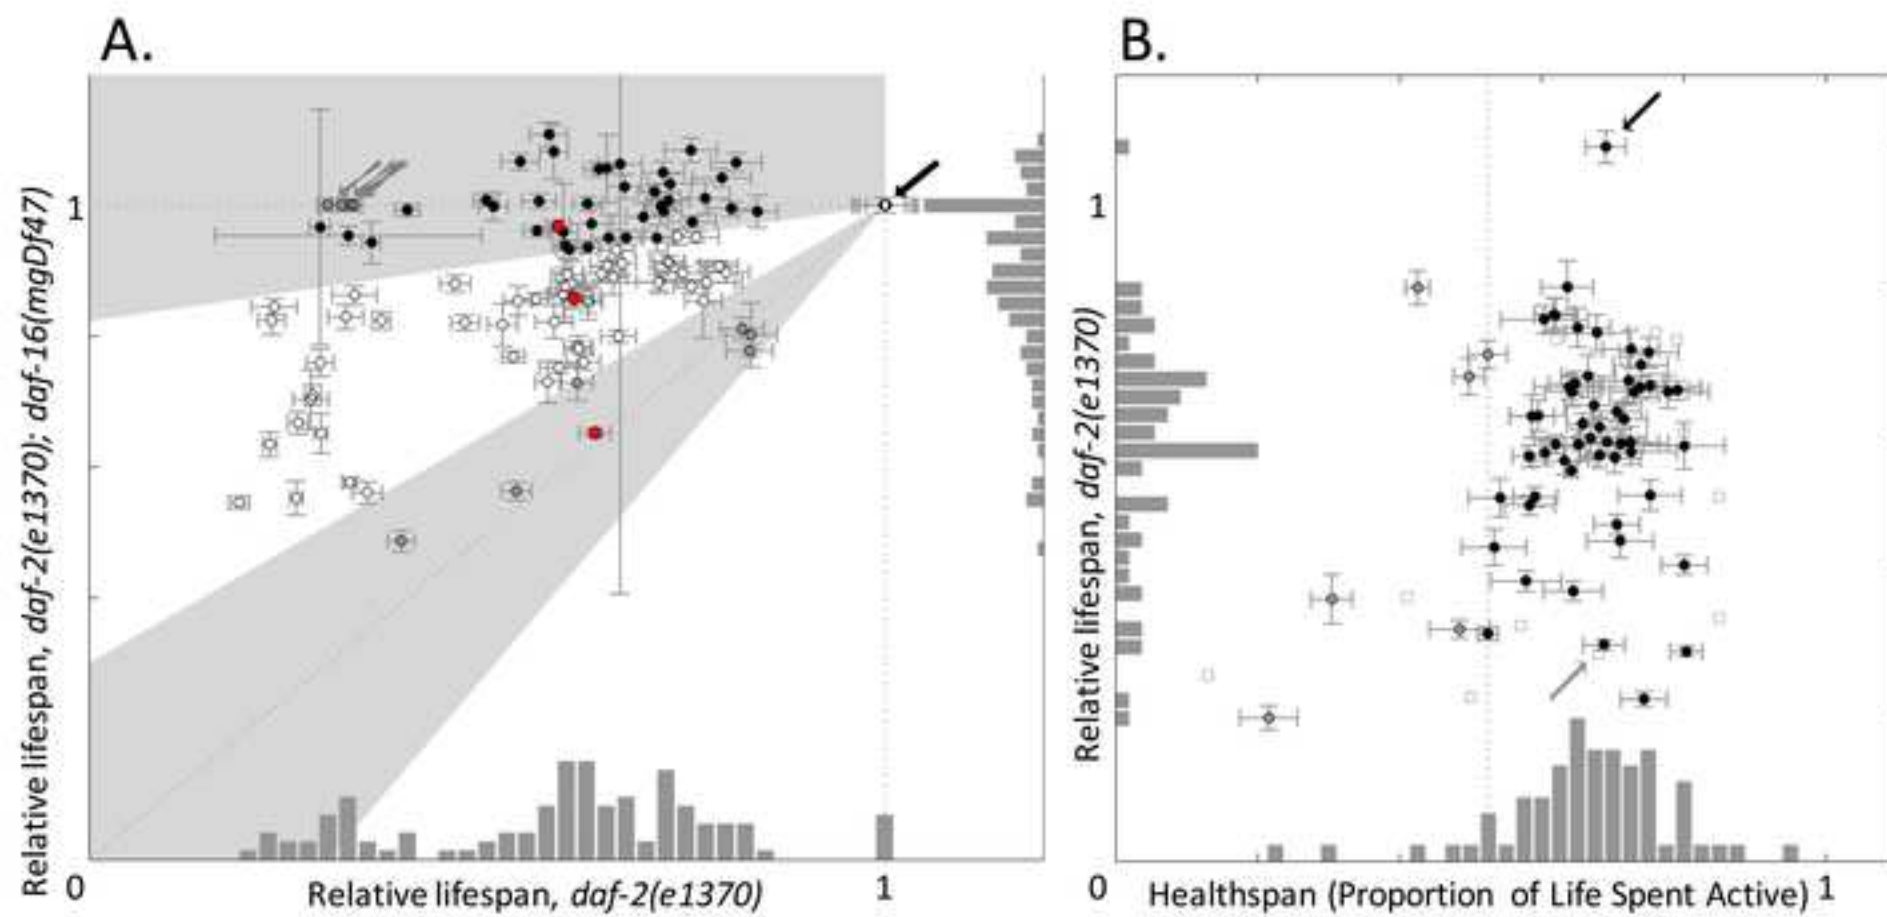 A.
B.
Relative lifespan, daf-2(e1370); daf-16(mgDf47)
1
0
Relative lifespan, daf-2(e1370)
1
Relative lifespan, daf-2(e1370)
1
0
Healthspan (Proportion of Life Spent Active)
1